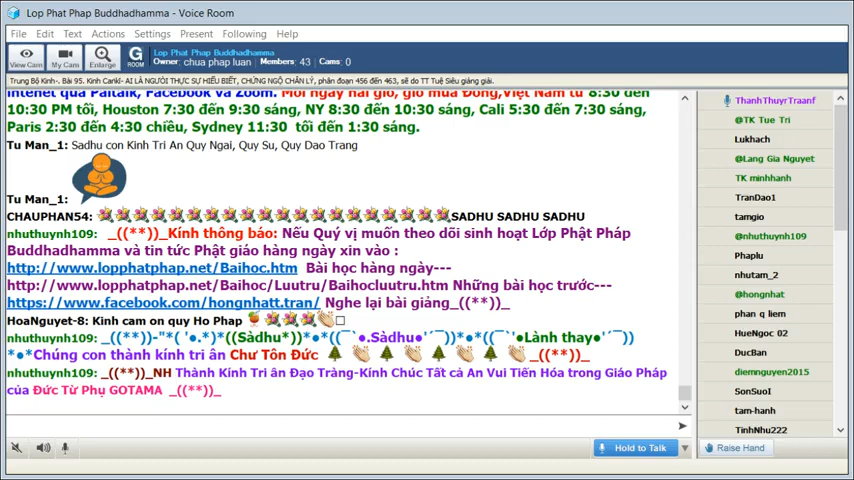 Lop Phat Phap Buddhadhamma - Voice Room
File Edit Text Actions Settings Present Following Help
View Cam My Cam Enlarge G ROOM
Lop Phat Phap Buddhadhamma
Owner: chua phap luan Members: 43 Cams: 0
Trung Bộ Kinh-. Bài 95. Kinh Cankī- AI LÀ NGƯỜI THỰC SỰ HIỂU BIẾT, CHỨNG NGỘ CHÂN LÝ, phân đoạn 456 đến 463, sẽ do TT Tuệ Siêu giảng giải.
Intenet qua Paltalk, Facebook và Zoom. Mỗi ngày hai giờ, giờ mùa Đông,Việt Nam từ 8:30 đến
10:30 PM tối, Houston 7:30 đến 9:30 sáng, NY 8:30 đến 10:30 sáng, Cali 5:30 đến 7:30 sáng,
Paris 2:30 đến 4:30 chiều, Sydney 11:30 tối đến 1:30 sáng.
Tu Man_1: Sadhu con Kinh Tri An Quy Ngai, Quy Su, Quy Dao Trang
Tu Man_1:
CHAUPHAN54: SADHU SADHU SADHU
nhuthuynh109: _((**))_Kính thông báo: Nếu Quý vị muốn theo dõi sinh hoạt Lớp Phật Pháp
Buddhadhamma và tin tức Phật giáo hàng ngày xin vào :
http://www.lopphatphap.net/Baihoc.htm Bài học hàng ngày---
http://www.lopphatphap.net/Baihoc/Luutru/Baihocluutru.htm Những bài học trước---
https://www.facebook.com/hongnhatt.tran/ Nghe lại bài giảng_((**))_
HoaNguyet-8: Kinh cam on quy Ho Phap
nhuthuynh109: _((**))-"*( '●.*)*((Sàdhu*))*●*((¯`●.Sàdhu●'´¯))*●*((¯`'●Lành thay●'´¯))
*●*Chúng con thành kính tri ân Chư Tôn Đức _((**))_
nhuthuynh109: _((**))_NH Thành Kính Tri ân Đạo Tràng-Kính Chúc Tất cả An Vui Tiến Hóa trong Giáo Pháp
của Đức Từ Phụ GOTAMA _((**))_
Hold to Talk
ThanhThuyrTraanf
@TK Tue Tri
Lukhach
@Lang Gia Nguyet
TK minhhanh
TranDao1
tamgio
@nhuthuynh109
Phaplu
nhutam_2
@hongnhat
phan q liem
HueNgoc 02
DucBan
diemnguyen2015
SonSuoI
tam-hanh
TinhNhu222
Raise Hand